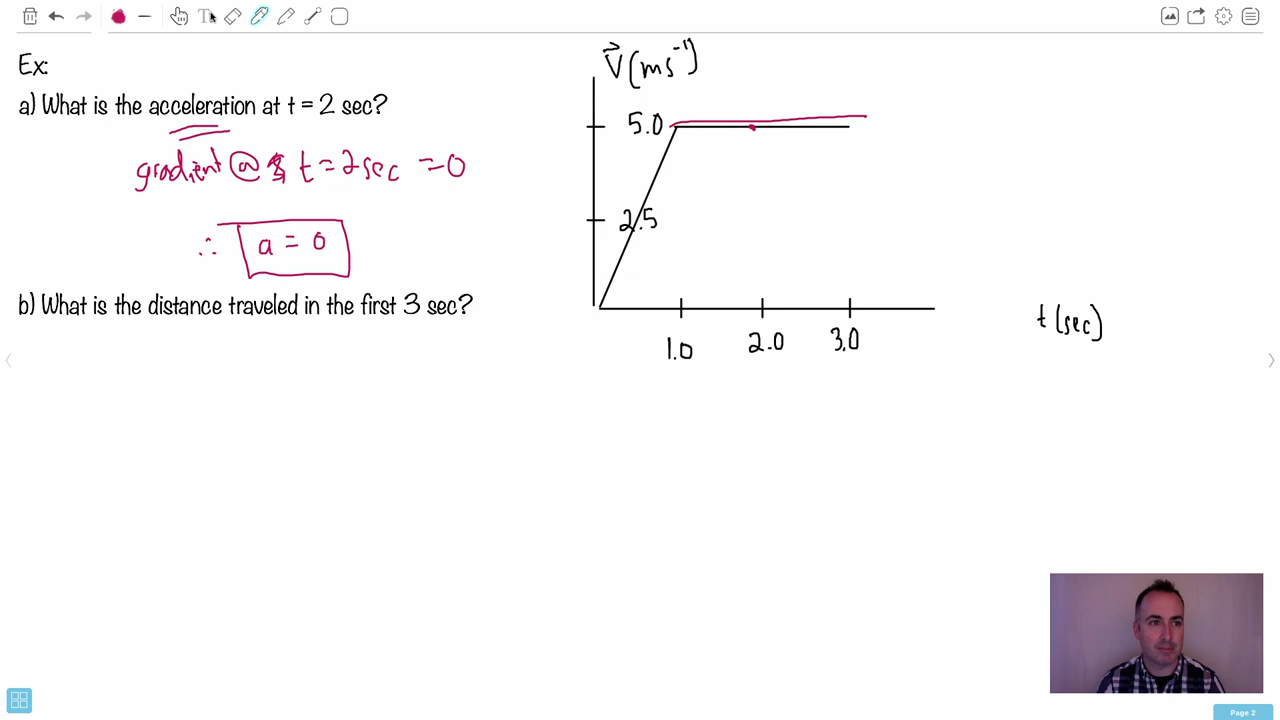 Ex:
a) What is the acceleration at t = 2 sec?
gradient @ t = 2 sec = 0
∴ a = 0
b) What is the distance traveled in the first 3 sec?
V⃗ (ms⁻¹)
5.0
2.5
1.0 2.0 3.0
t (sec)
Page 2